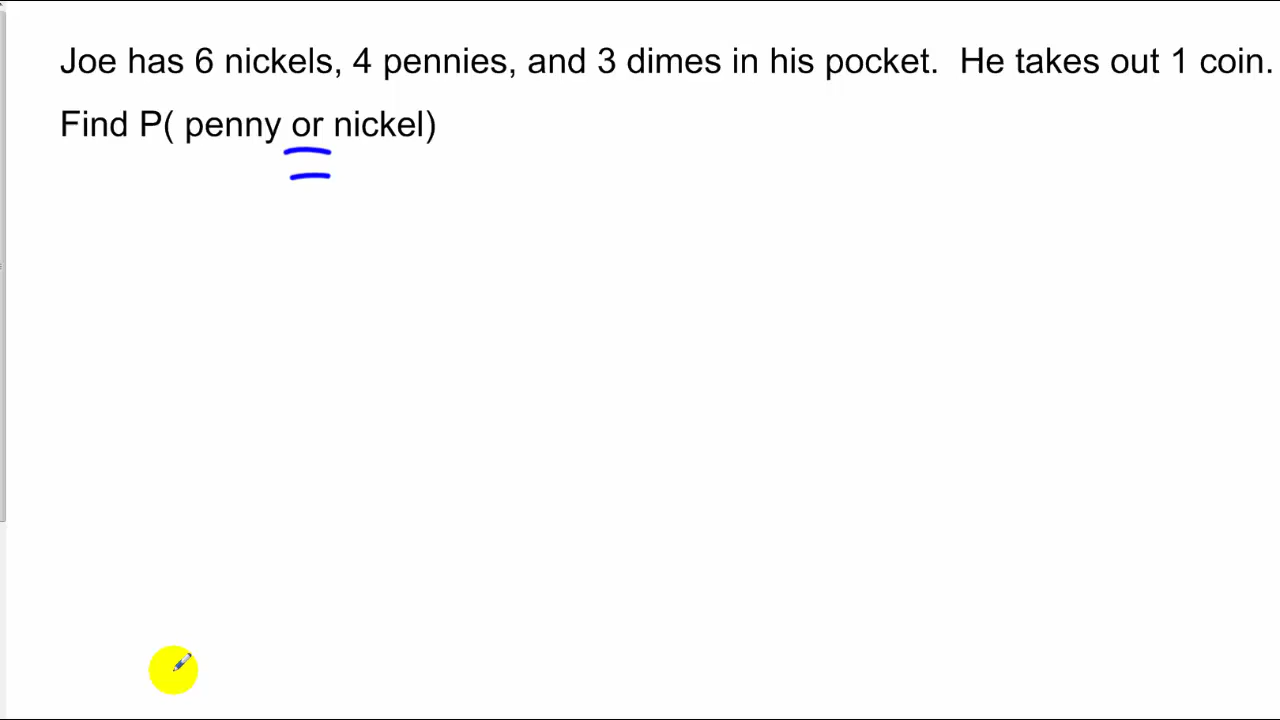 Joe has 6 nickels, 4 pennies, and 3 dimes in his pocket.  He takes out 1 coin.
Find P( penny or nickel)